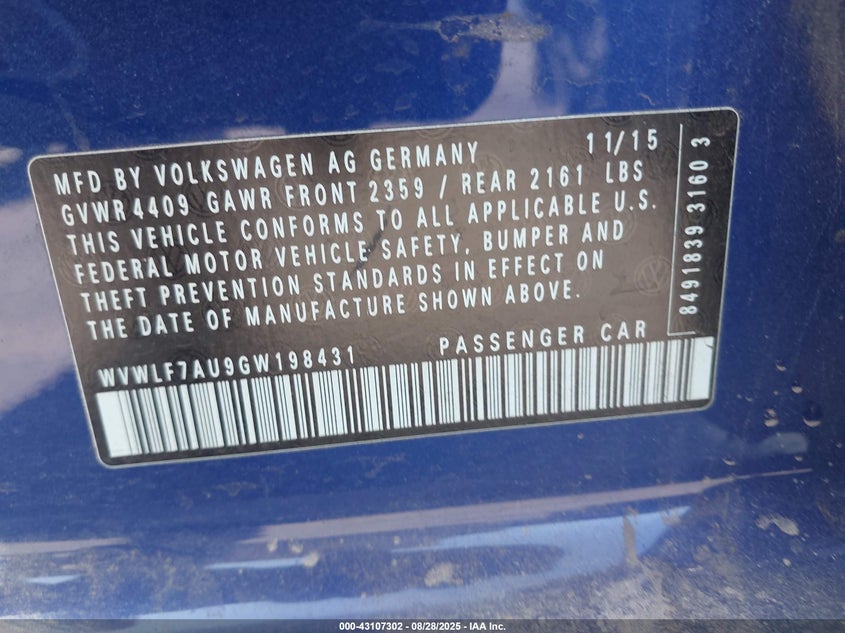 MFD BY VOLKSWAGEN AG GERMANY 11/15
GVWR4409 GAWR FRONT 2359 / REAR 2161 LBS
THIS VEHICLE CONFORMS TO ALL APPLICABLE U.S.
FEDERAL MOTOR VEHICLE SAFETY, BUMPER AND
THEFT PREVENTION STANDARDS IN EFFECT ON
THE DATE OF MANUFACTURE SHOWN ABOVE.
WVWLF7AU9GW198431 PASSENGER CAR
8491839 3160 3
000-43107302 | 08/28/2025 - IAA Inc.